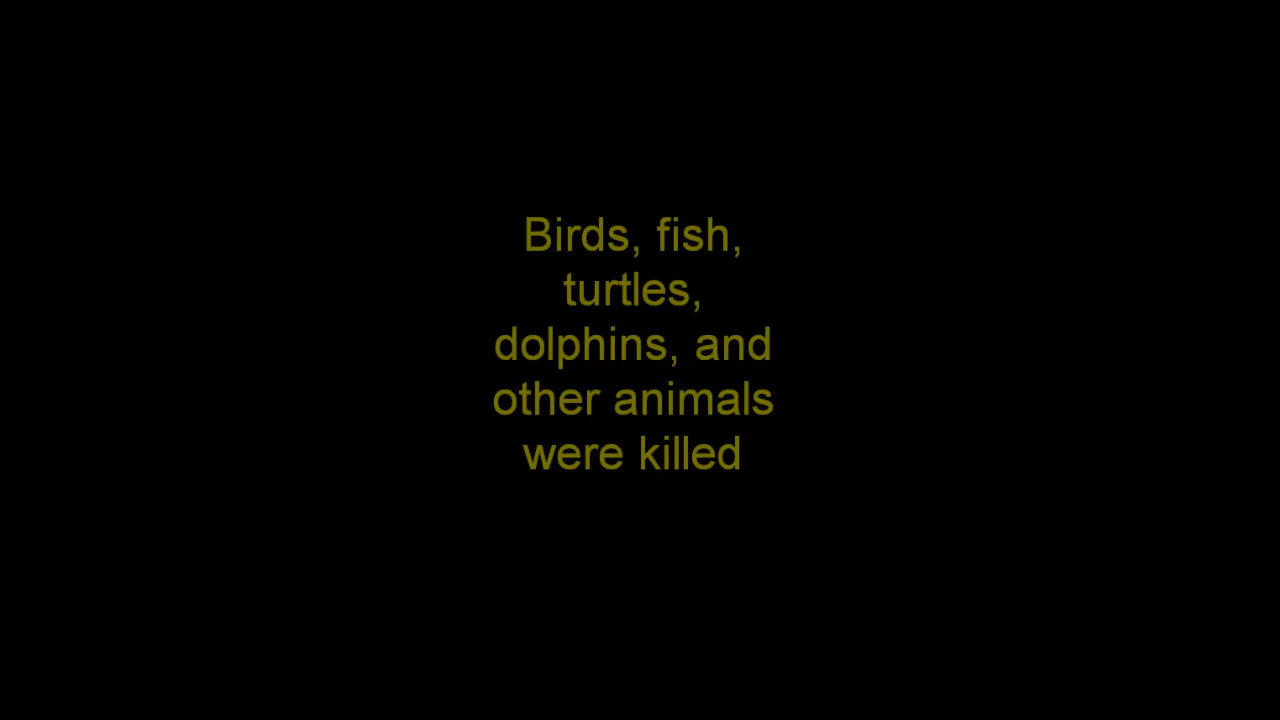 Birds, fish,
turtles,
dolphins, and
other animals
were killed